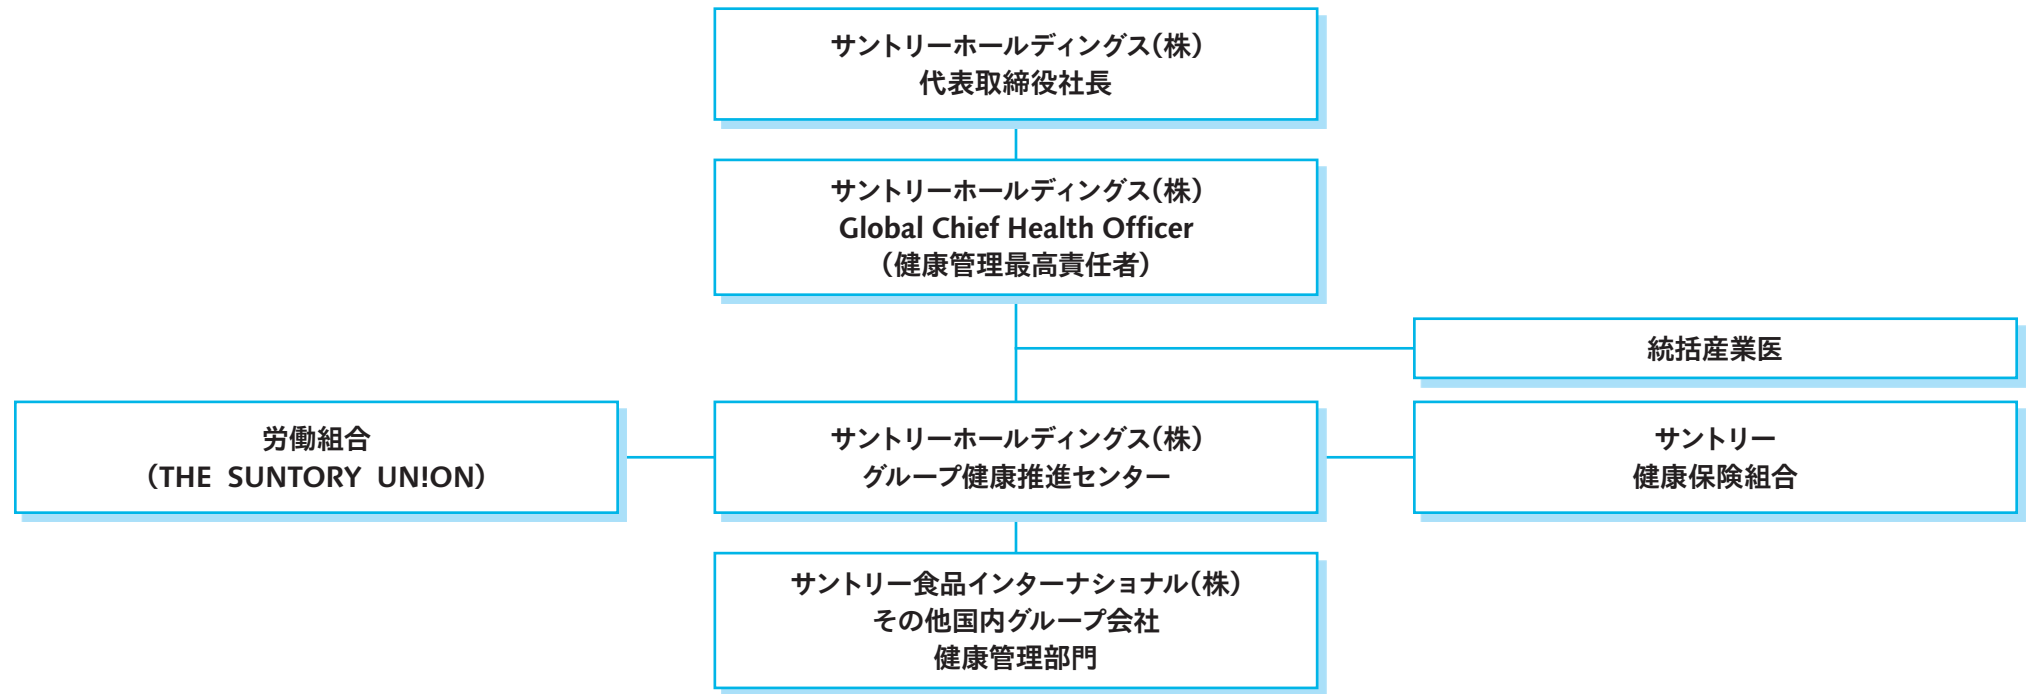 サントリーホールディングス（株）
代表取締役社長
サントリーホールディングス（株）
Global Chief Health Officer
（健康管理最高責任者）
統括産業医
労働組合
（THE SUNTORY UN!ON）
サントリーホールディングス（株）
グループ健康推進センター
サントリー
健康保険組合
サントリー食品インターナショナル（株）
その他国内グループ会社
健康管理部門